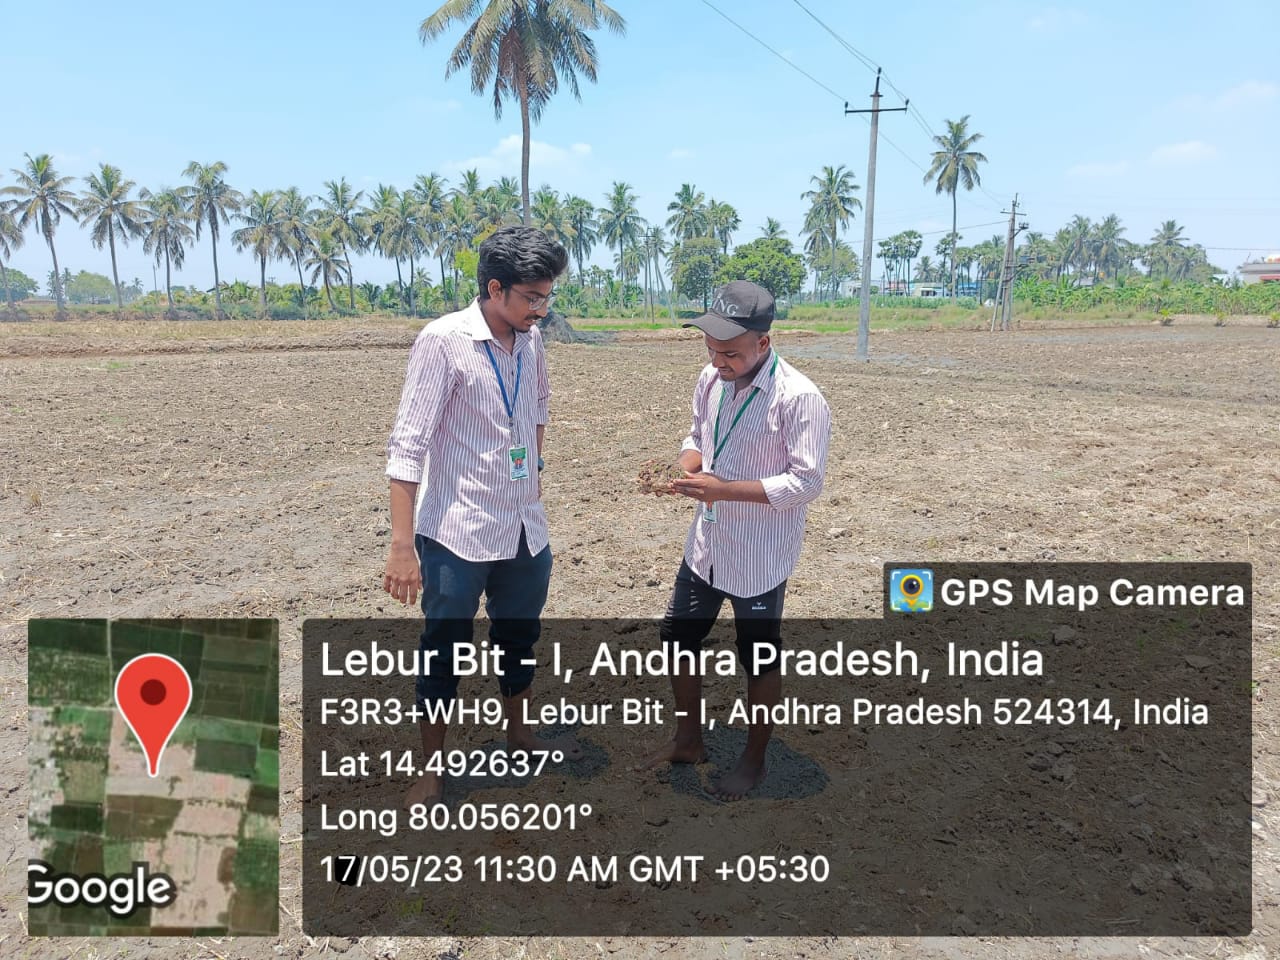 NG
GPS Map Camera
Lebur Bit - I, Andhra Pradesh, India
F3R3+WH9, Lebur Bit - I, Andhra Pradesh 524314, India
Lat 14.492637°
Long 80.056201°
17/05/23 11:30 AM GMT +05:30
Google